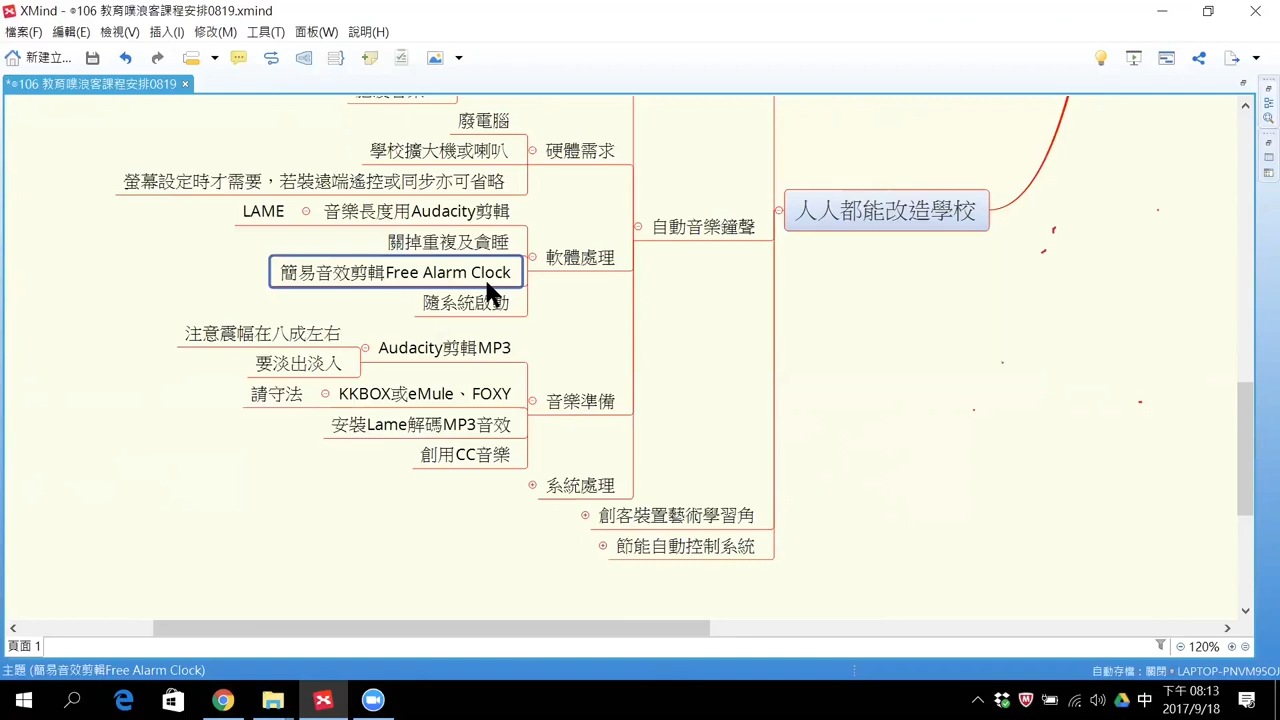 XMind - ⊙106 教育噗浪客課程安排0819.xmind
檔案(F) 編輯(E) 檢視(V) 插入(I) 修改(M) 工具(T) 面板(W) 說明(H)
新建立...
*⊙106 教育噗浪客課程安排0819
廢電腦
學校擴大機或喇叭
硬體需求
螢幕設定時才需要，若裝遠端遙控或同步亦可省略
LAME
音樂長度用Audacity剪輯
關掉重複及貪睡
軟體處理
簡易音效剪輯Free Alarm Clock
隨系統啟動
自動音樂鐘聲
人人都能改造學校
注意震幅在八成左右
要淡出淡入
Audacity剪輯MP3
請守法
KKBOX或eMule、FOXY
音樂準備
安裝Lame解碼MP3音效
創用CC音樂
系統處理
創客裝置藝術學習角
節能自動控制系統
頁面 1
120%
主題 (簡易音效剪輯Free Alarm Clock)
自動存檔：關閉
LAPTOP-PNVM95OJ
中
下午 08:13
2017/9/18